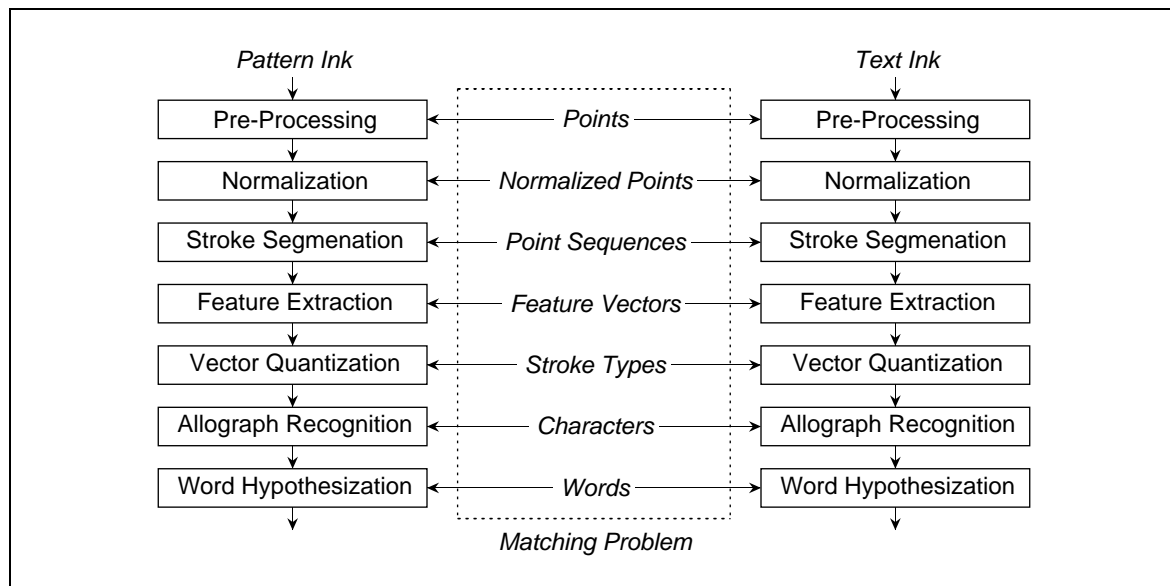 Pattern Ink Text Ink
Pre-Processing Points Pre-Processing
Normalization Normalized Points Normalization
Stroke Segmenation Point Sequences Stroke Segmenation
Feature Extraction Feature Vectors Feature Extraction
Vector Quantization Stroke Types Vector Quantization
Allograph Recognition Characters Allograph Recognition
Word Hypothesization Words Word Hypothesization
Matching Problem